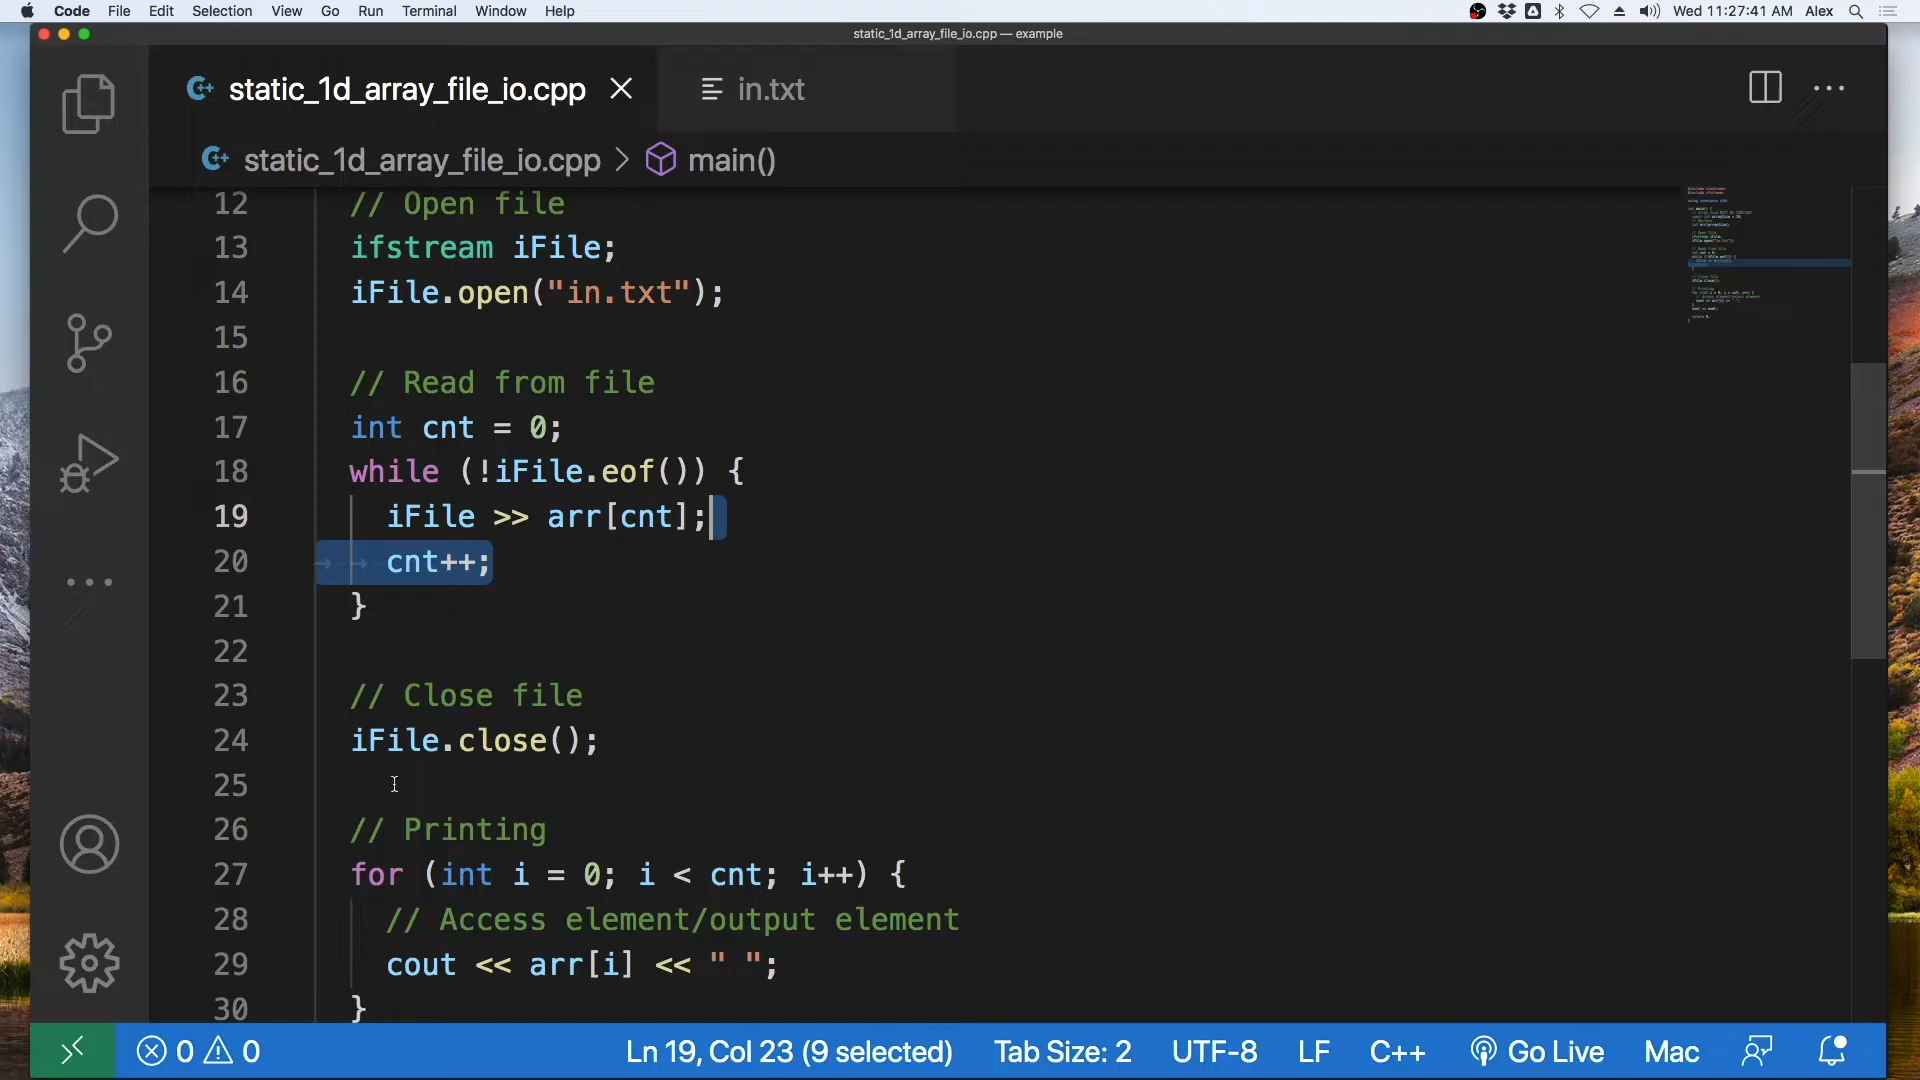 Code File Edit Selection View Go Run Terminal Window Help Wed 11:27:41 AM Alex
static_1d_array_file_io.cpp — example
static_1d_array_file_io.cpp in.txt
static_1d_array_file_io.cpp > main()
12 // Open file
13 ifstream iFile;
14 iFile.open("in.txt");
15
16 // Read from file
17 int cnt = 0;
18 while (!iFile.eof()) {
19 iFile >> arr[cnt];
20 cnt++;
21 }
22
23 // Close file
24 iFile.close();
25
26 // Printing
27 for (int i = 0; i < cnt; i++) {
28 // Access element/output element
29 cout << arr[i] << " ";
30 }
0 0 Ln 19, Col 23 (9 selected) Tab Size: 2 UTF-8 LF C++ Go Live Mac